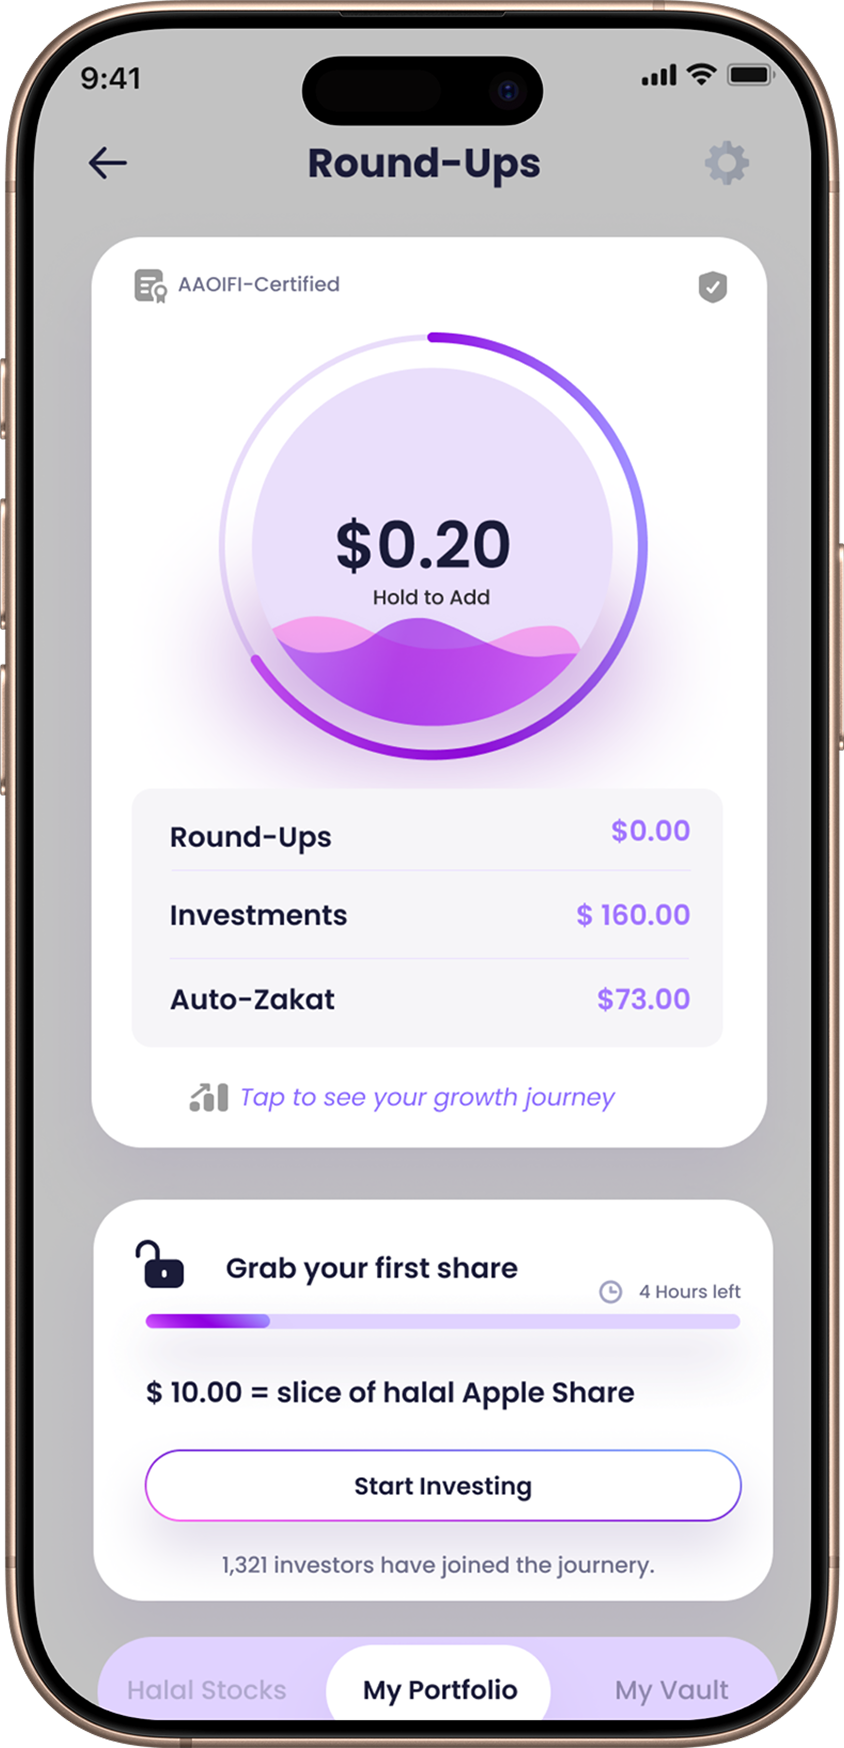 9:41
Round-Ups
AAOIFI-Certified
$0.20
Hold to Add
Round-Ups $0.00
Investments $ 160.00
Auto-Zakat $73.00
Tap to see your growth journey
Grab your first share
4 Hours left
$ 10.00 = slice of halal Apple Share
Start Investing
1,321 investors have joined the journery.
Halal Stocks My Portfolio My Vault